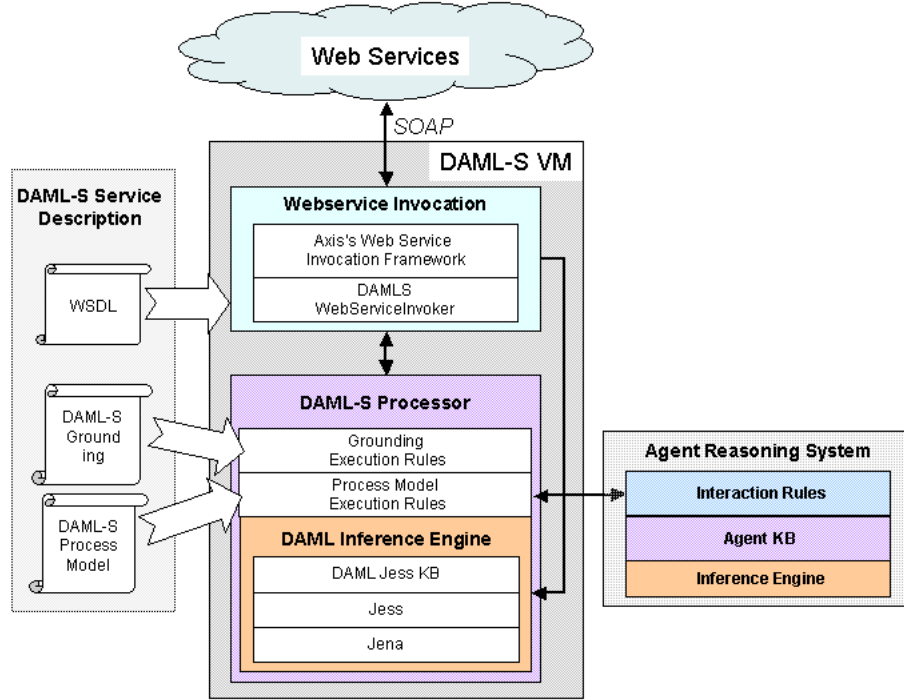 Web Services
SOAP
DAML-S VM
DAML-S Service
Description
WSDL
DAML-S
Ground
ing
DAML-S
Process
Model
Webservice Invocation
Axis's Web Service
Invocation Framework
DAMLS
WebServiceInvoker
DAML-S Processor
Grounding
Execution Rules
Process Model
Execution Rules
DAML Inference Engine
DAML Jess KB
Jess
Jena
Agent Reasoning System
Interaction Rules
Agent KB
Inference Engine